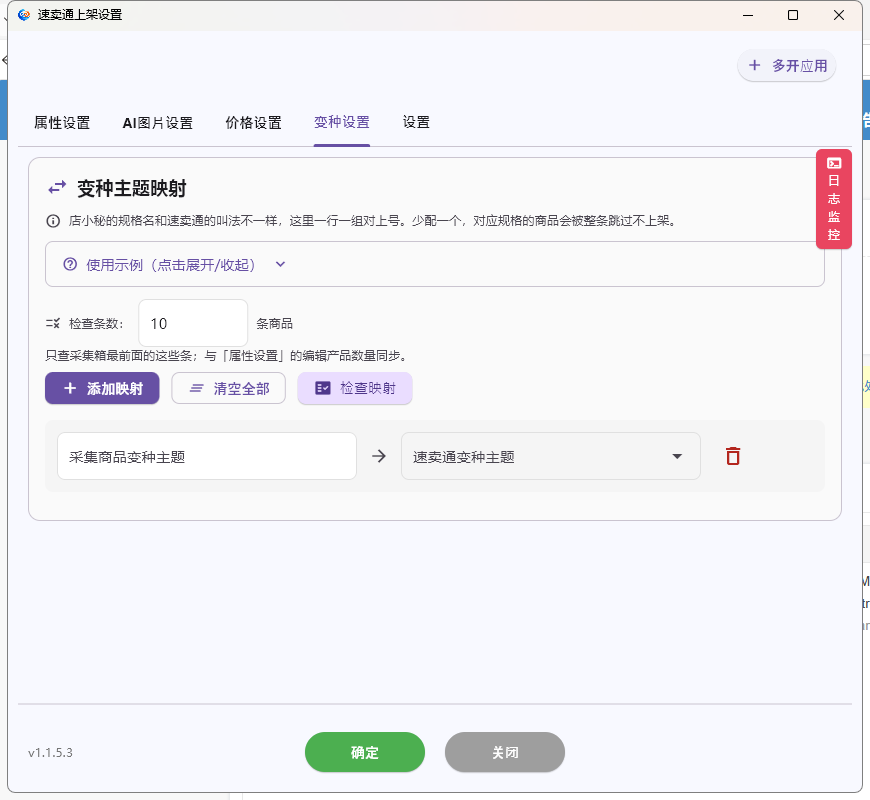 速卖通上架设置
多开应用
属性设置
AI图片设置
价格设置
变种设置
设置
日志监控
变种主题映射
店小秘的规格名和速卖通的叫法不一样，这里一行一组对上号。少配一个，对应规格的商品会被整条跳过不上架。
使用示例（点击展开/收起）
检查条数：
10
条商品
只查采集箱最前面的这些条；与「属性设置」的编辑产品数量同步。
添加映射
清空全部
检查映射
采集商品变种主题
速卖通变种主题
v1.1.5.3
确定
关闭